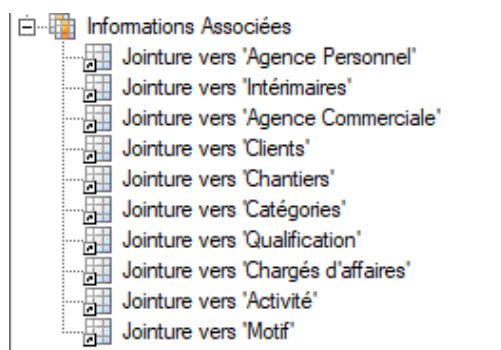 Informations Associées
Jointure vers 'Agence Personnel'
Jointure vers 'Intérimaires'
Jointure vers 'Agence Commerciale'
Jointure vers 'Clients'
Jointure vers 'Chantiers'
Jointure vers 'Catégories'
Jointure vers 'Qualification'
Jointure vers 'Chargés d'affaires'
Jointure vers 'Activité'
Jointure vers 'Motif'